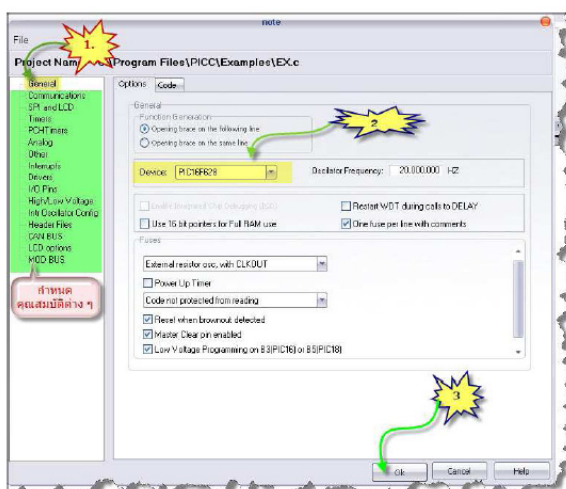 note
File
1.
Project Nam
\Program Files\PICC\Examples\EX.c
General
Communications
SPI and LCD
Timers
PCH Timers
Analog
Other
Interrupts
Drivers
I/O Pins
High/Low Voltage
Intr Oscillator Config
Header Files
CAN BUS
LCD options
MOD BUS
กำหนด
คุณสมบัติต่าง ๆ
Options Code
General
Function Generation
Opening brace on the following line
Opening brace on the same line
2
Device: PIC16F628 Oscillator Frequency: 20,000,000 HZ
Restart WDT during calls to DELAY
Use 16 bit pointers for Full RAM use
One fuse per line with comments
Fuses
External resistor osc, with CLKOUT
Power Up Timer
Code not protected from reading
Reset when brownout detected
Master Clear pin enabled
Low Voltage Programming on B3(PIC16) or B5(PIC18)
3
Ok Cancel Help